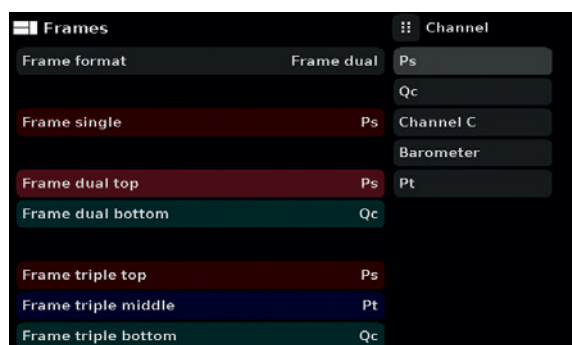 Frames
Frame format Frame dual
Frame single Ps
Frame dual top Ps
Frame dual bottom Qc
Frame triple top Ps
Frame triple middle Pt
Frame triple bottom Qc
Channel
Ps
Qc
Channel C
Barometer
Pt